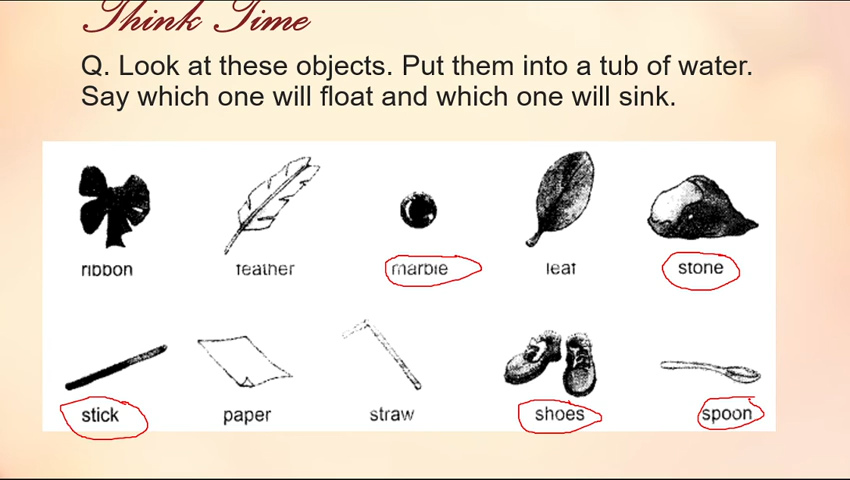 Think Time
Q. Look at these objects. Put them into a tub of water.
Say which one will float and which one will sink.
ribbon feather marble leaf stone
stick paper straw shoes spoon